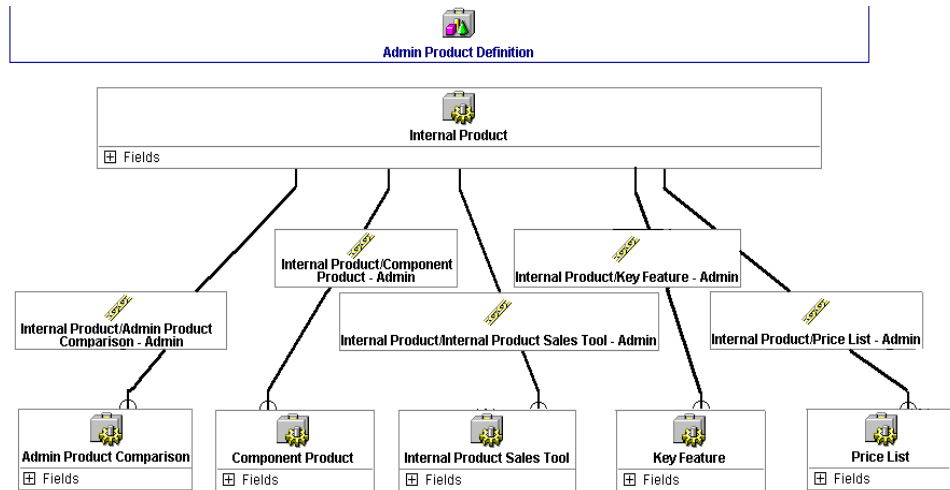 Admin Product Definition
Internal Product
Fields
Internal Product/Component
Product - Admin
Internal Product/Key Feature - Admin
Internal Product/Admin Product
Comparison - Admin
Internal Product/Internal Product Sales Tool - Admin
Internal Product/Price List - Admin
Admin Product Comparison
Fields
Component Product
Fields
Internal Product Sales Tool
Fields
Key Feature
Fields
Price List
Fields